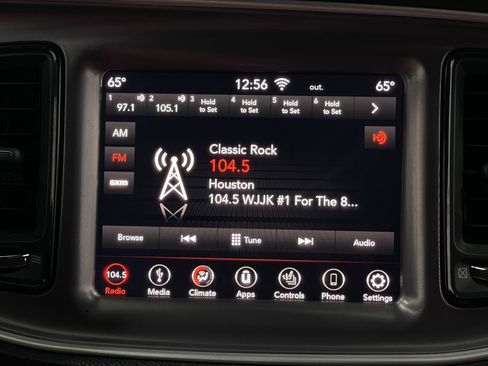 65° 12:56 out. 65°
1 97.1 2 105.1 3 Hold to Set 4 Hold to Set 5 Hold to Set 6 Hold to Set
AM
Classic Rock
FM 104.5
Houston
sxm 104.5 WJJK #1 For The 8...
Browse Tune Audio
104.5
Radio Media Climate Apps Controls Phone Settings